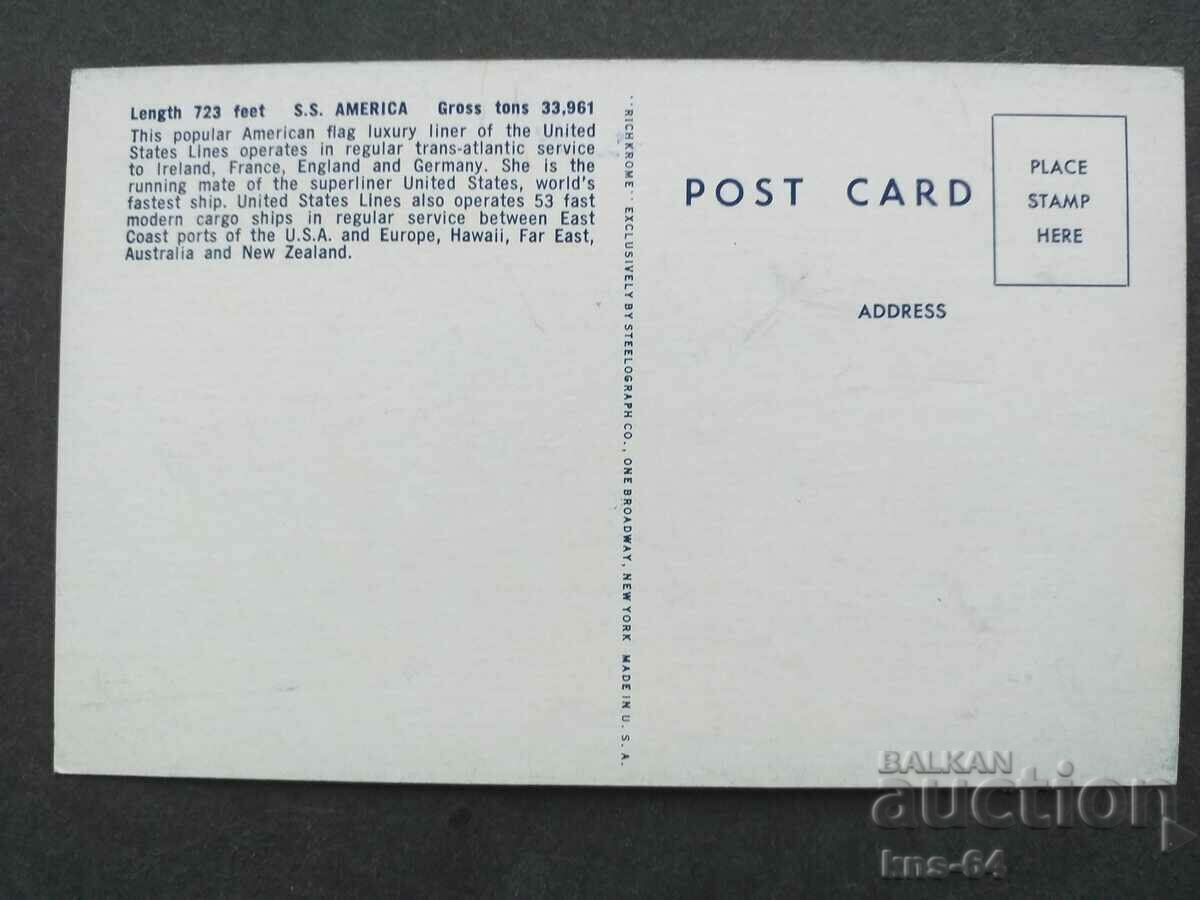 Length 723 feet S.S. AMERICA Gross tons 33,961
This popular American flag luxury liner of the United
States Lines operates in regular trans-atlantic service
to Ireland, France, England and Germany. She is the
running mate of the superliner United States, world's
fastest ship. United States Lines also operates 53 fast
modern cargo ships in regular service between East
Coast ports of the U.S.A. and Europe, Hawaii, Far East,
Australia and New Zealand.
"RICHKROME" EXCLUSIVELY BY STEELOGRAPH CO., ONE BROADWAY, NEW YORK MADE IN U. S. A.
POST CARD
PLACE
STAMP
HERE
ADDRESS
BALKAN
auction
kns-64